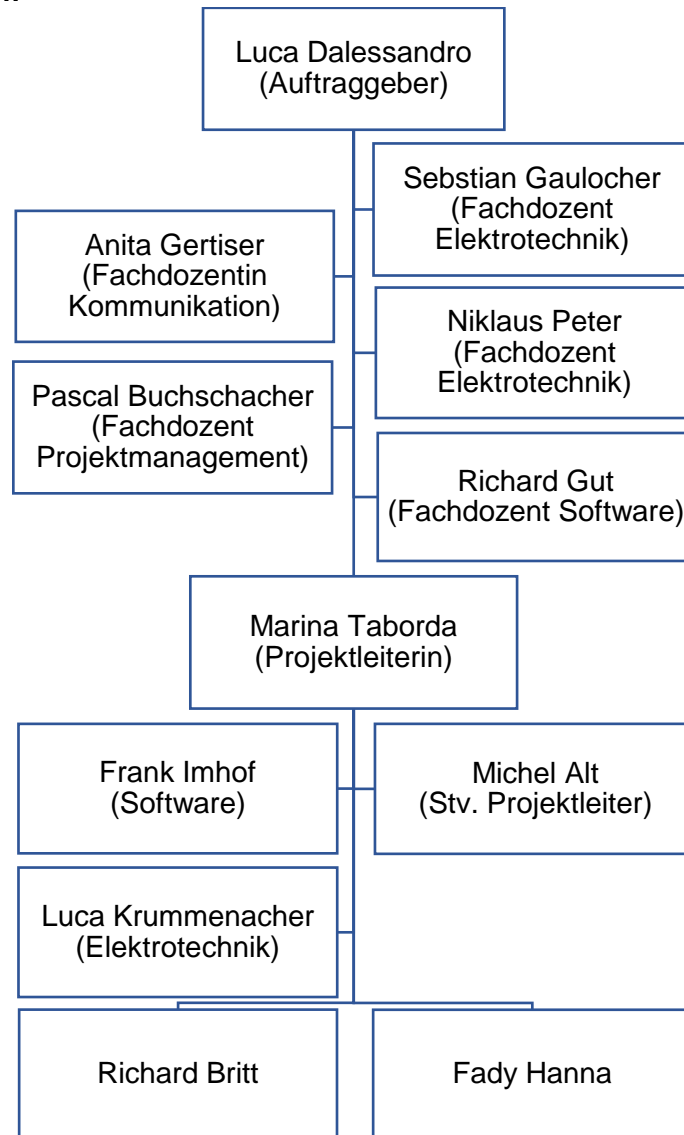 Luca Dalessandro
(Auftraggeber)
Sebstian Gaulocher
(Fachdozent
Elektrotechnik)
Anita Gertiser
(Fachdozentin
Kommunikation)
Niklaus Peter
(Fachdozent
Elektrotechnik)
Pascal Buchschacher
(Fachdozent
Projektmanagement)
Richard Gut
(Fachdozent Software)
Marina Taborda
(Projektleiterin)
Frank Imhof
(Software)
Michel Alt
(Stv. Projektleiter)
Luca Krummenacher
(Elektrotechnik)
Richard Britt
Fady Hanna